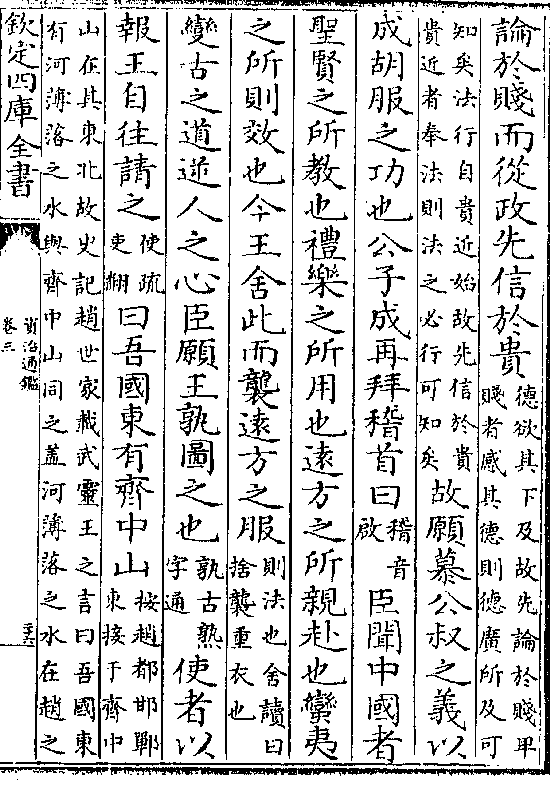 論於賤而從政先信於貴德欲其下及故先論於賤卑
賤者感其德則德廣所及可
知矣法行自貴近始故先信於貴
貴近者奉法則法之必行可知矣故願慕公叔之義以
成胡服之功也公子成再拜稽首曰稽音啟臣聞中國者
聖賢之所教也禮樂之所用也遠方之所親赴也蠻夷
之所則效也今王舍此而襲遠方之服則法也舍讀曰捨襲重衣也
變古之道逆人之心臣願王孰圖之也孰古熟字通使者以
報王自往請之使疏吏翻曰吾國東有齊中山按趙都邯鄲東接于齊中
山在其東北故史記趙世家載武靈王之言曰吾國東
有河薄落之水與齊中山同之蓋河薄落之水在趙之
欽定四庫全書
資治通鑑
卷三